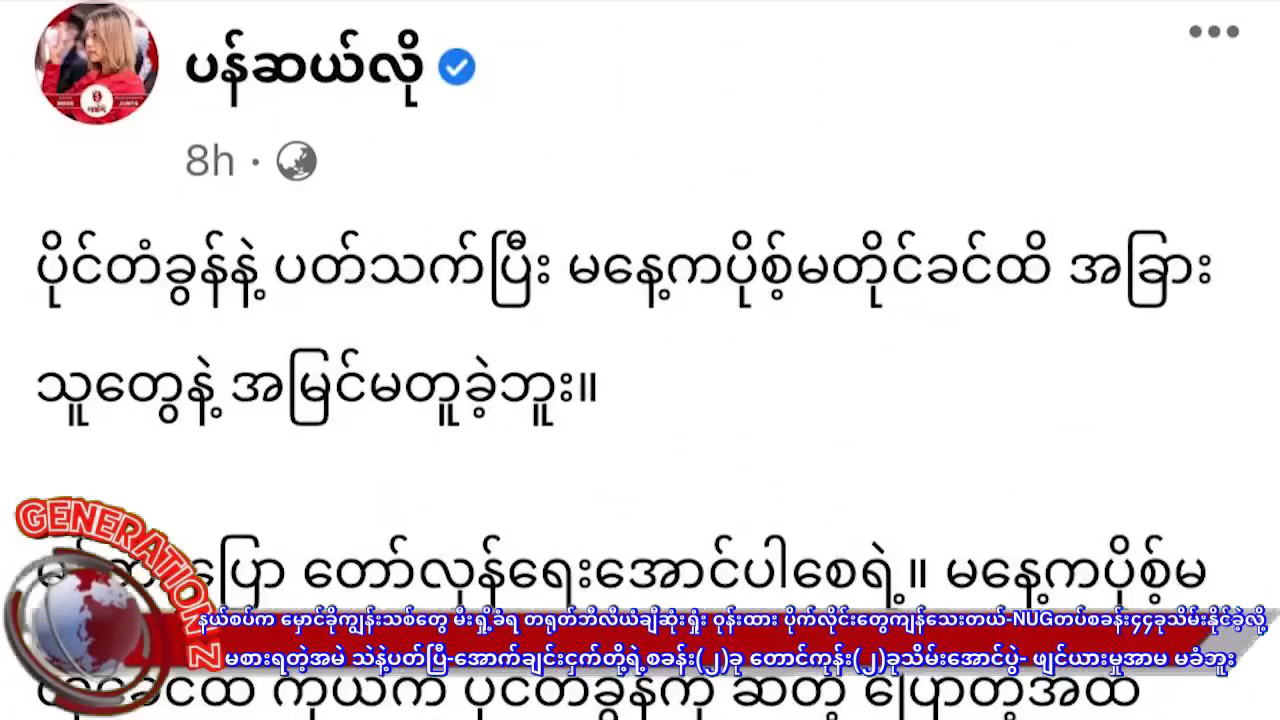 ပန်ဆယ်လို
8h ·
ပိုင်တံခွန်နဲ့ ပတ်သက်ပြီး မနေ့ကပိုစ့်မတိုင်ခင်ထိ အခြား
သူတွေနဲ့ အမြင်မတူခဲ့ဘူး။
ပြော တော်လှန်ရေးအောင်ပါစေရဲ့။ မနေ့ကပိုစ့်မ
GENERATION Z
နယ်စပ်က မှောင်ခိုကျွန်းသစ်တွေ မီးရှို့ခံရ တရုတ်ဘီလီယံချီဆုံးရှုံး ဝုန်းထား ပိုက်လိုင်းတွေကျန်သေးတယ်-NUGတပ်စခန်း၄၄ခုသိမ်းနိုင်ခဲ့လို့
မစားရတဲ့အမဲ သဲနဲ့ပတ်ပြီ-အောက်ချင်းငှက်တို့ရဲ့စခန်း(၂)ခု တောင်ကုန်း(၂)ခုသိမ်းအောင်ပွဲ- ဖျင်ယားမှုအာမ မခံဘူး